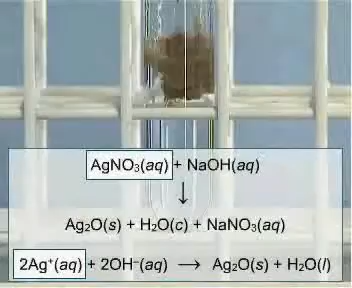 AgNO₃(aq) + NaOH(aq)
↓
Ag₂O(s) + H₂O(c) + NaNO₃(aq)
2Ag⁺(aq) + 2OH⁻(aq) → Ag₂O(s) + H₂O(l)